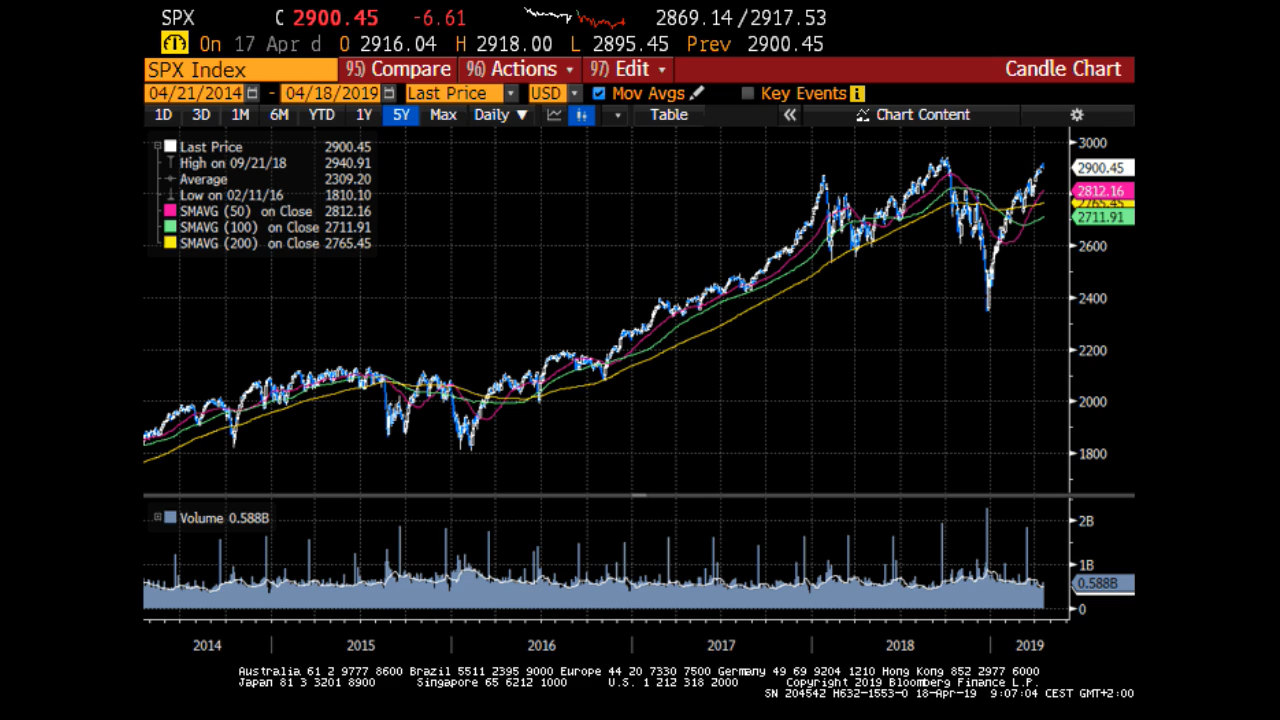 SPX C 2900.45 -6.61 2869.14/2917.53
On 17 Apr d O 2916.04 H 2918.00 L 2895.45 Prev 2900.45
SPX Index 95) Compare 96) Actions 97) Edit Candle Chart
04/21/2014 - 04/18/2019 Last Price USD Mov Avgs Key Events
1D 3D 1M 6M YTD 1Y 5Y Max Daily ▼ Table « Chart Content
Last Price 2900.45
High on 09/21/18 2940.91
Average 2309.20
Low on 02/11/16 1810.10
SMAVG (50) on Close 2812.16
SMAVG (100) on Close 2711.91
SMAVG (200) on Close 2765.45
3000
2900.45
2812.16
2765.45
2711.91
2600
2400
2200
2000
1800
Volume 0.588B
2B
1B
0.588B
0
2014 2015 2016 2017 2018 2019
Australia 61 2 9777 8600 Brazil 5511 2395 9000 Europe 44 20 7330 7500 Germany 49 69 9204 1210 Hong Kong 852 2977 6000
Japan 81 3 3201 8900 Singapore 65 6212 1000 U.S. 1 212 318 2000 Copyright 2019 Bloomberg Finance L.P.
SN 204542 H632-1553-0 18-Apr-19 9:07:04 CEST GMT+2:00